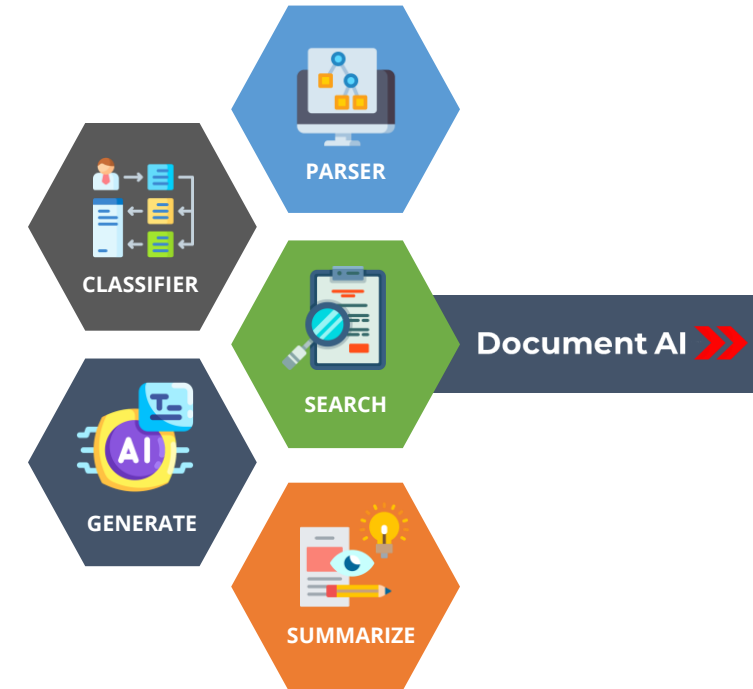 PARSER
CLASSIFIER
SEARCH
Document AI
T
AI
GENERATE
SUMMARIZE